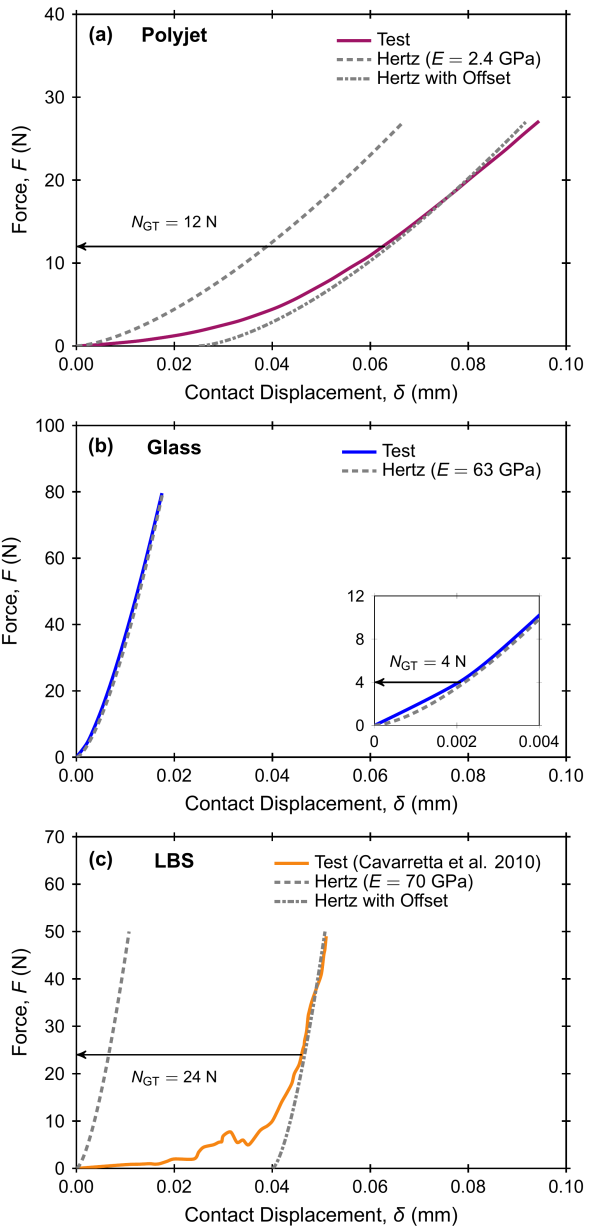 (a) Polyjet
Test
Hertz (E = 2.4 GPa)
Hertz with Offset
40
30
20
10
0
N_GT = 12 N
Force, F (N)
0.00 0.02 0.04 0.06 0.08 0.10
Contact Displacement, δ (mm)
(b) Glass
Test
Hertz (E = 63 GPa)
100
80
60
40
20
0
Force, F (N)
12
8
4
0
N_GT = 4 N
0 0.002 0.004
0.00 0.02 0.04 0.06 0.08 0.10
Contact Displacement, δ (mm)
(c) LBS
Test (Cavarretta et al. 2010)
Hertz (E = 70 GPa)
Hertz with Offset
70
60
50
40
30
20
10
0
N_GT = 24 N
Force, F (N)
0.00 0.02 0.04 0.06 0.08 0.10
Contact Displacement, δ (mm)